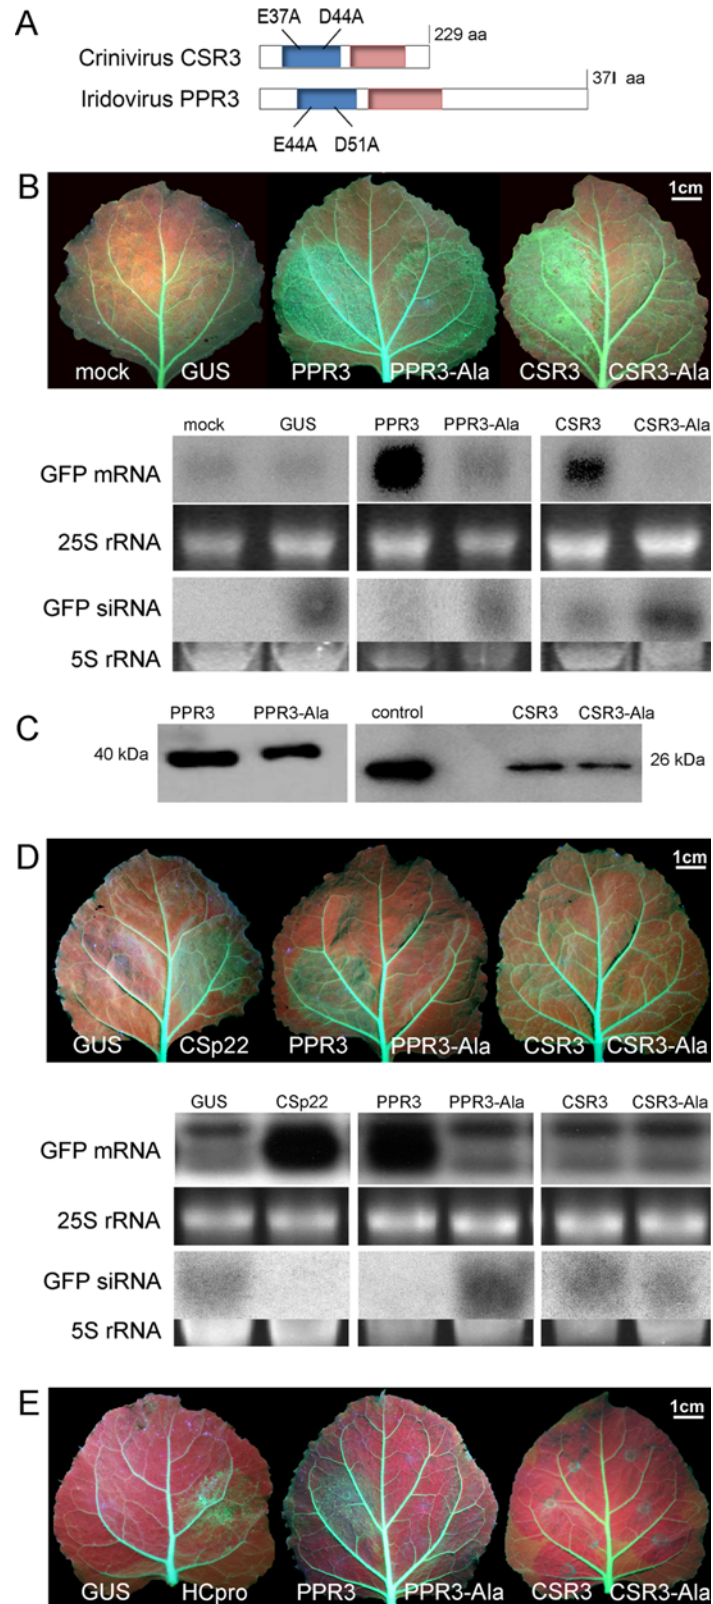 A
E37A D44A
229 aa
Crinivirus CSR3
371 aa
Iridovirus PPR3
E44A D51A
B
1cm
mock GUS PPR3 PPR3-Ala CSR3 CSR3-Ala
mock GUS PPR3 PPR3-Ala CSR3 CSR3-Ala
GFP mRNA
25S rRNA
GFP siRNA
5S rRNA
C
PPR3 PPR3-Ala control CSR3 CSR3-Ala
40 kDa 26 kDa
D
1cm
GUS CSp22 PPR3 PPR3-Ala CSR3 CSR3-Ala
GUS CSp22 PPR3 PPR3-Ala CSR3 CSR3-Ala
GFP mRNA
25S rRNA
GFP siRNA
5S rRNA
E
1cm
GUS HCpro PPR3 PPR3-Ala CSR3 CSR3-Ala